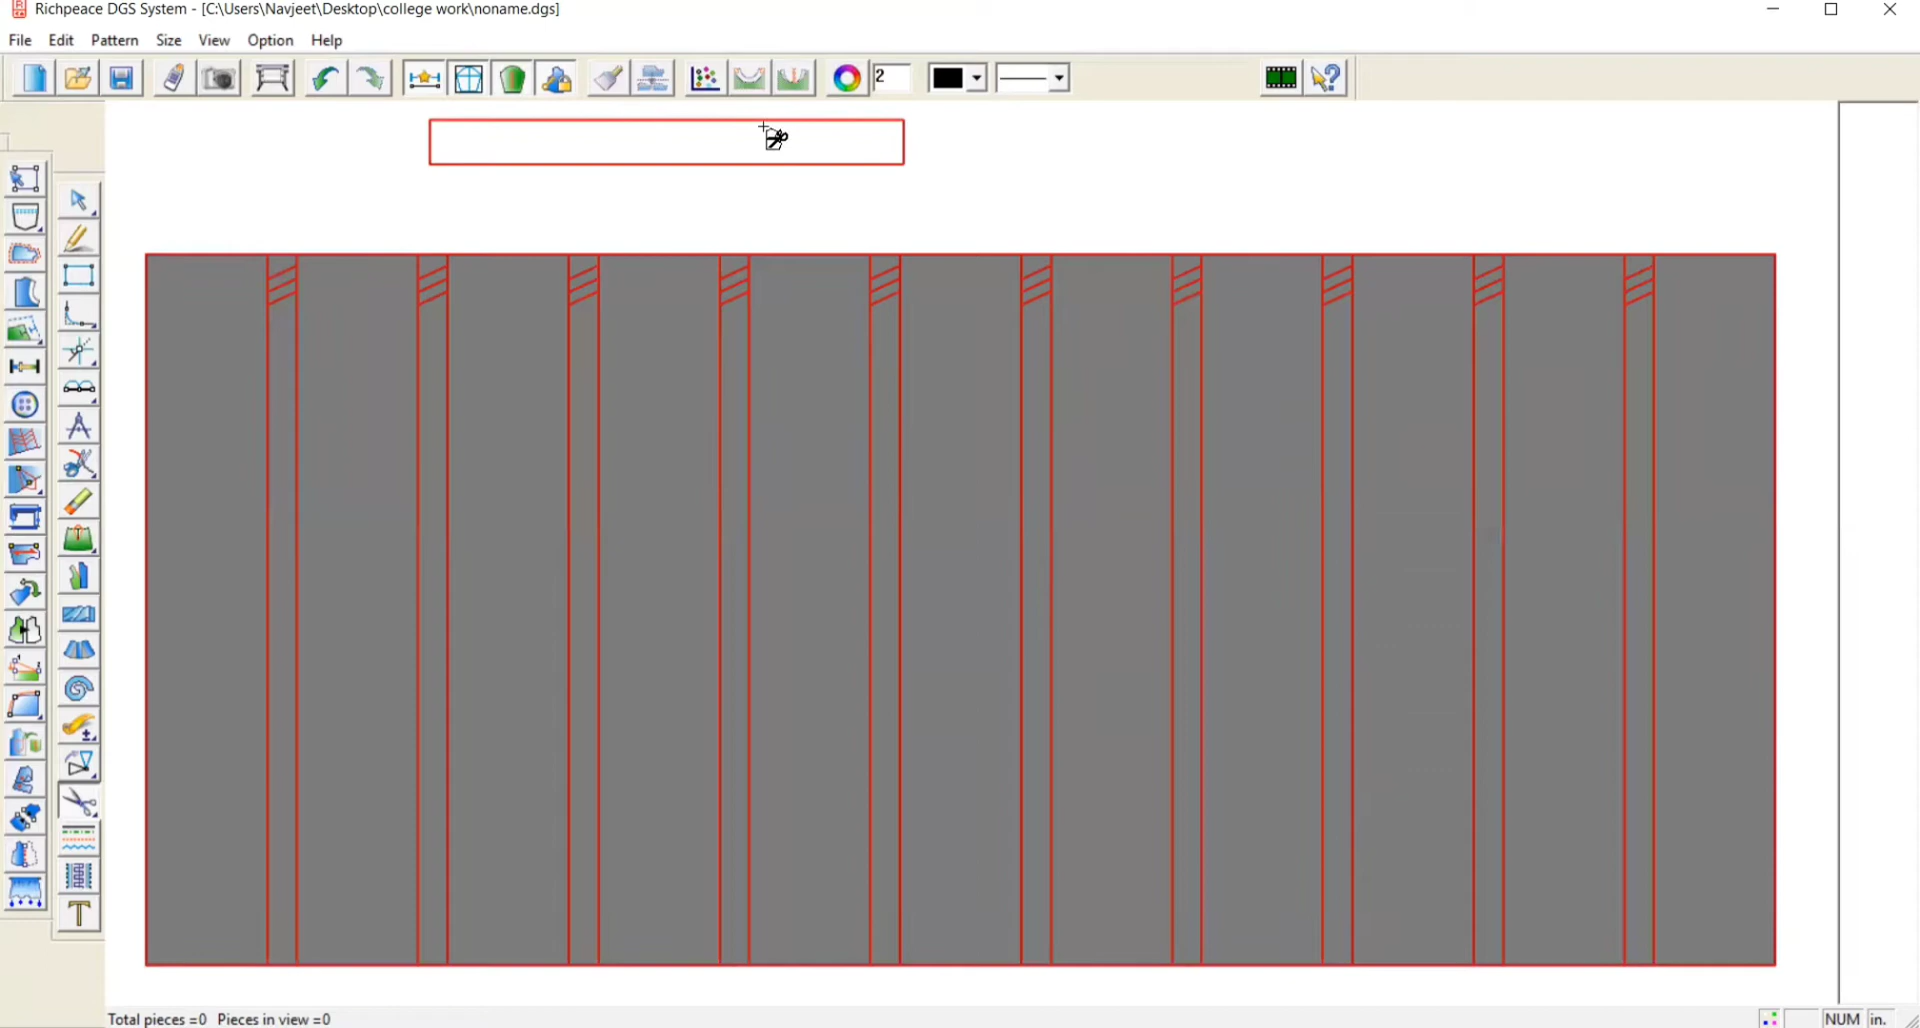 Richpeace DGS System - [C:\Users\Navjeet\Desktop\college work\noname.dgs]
File Edit Pattern Size View Option Help
2
Total pieces =0 Pieces in view =0
NUM in.